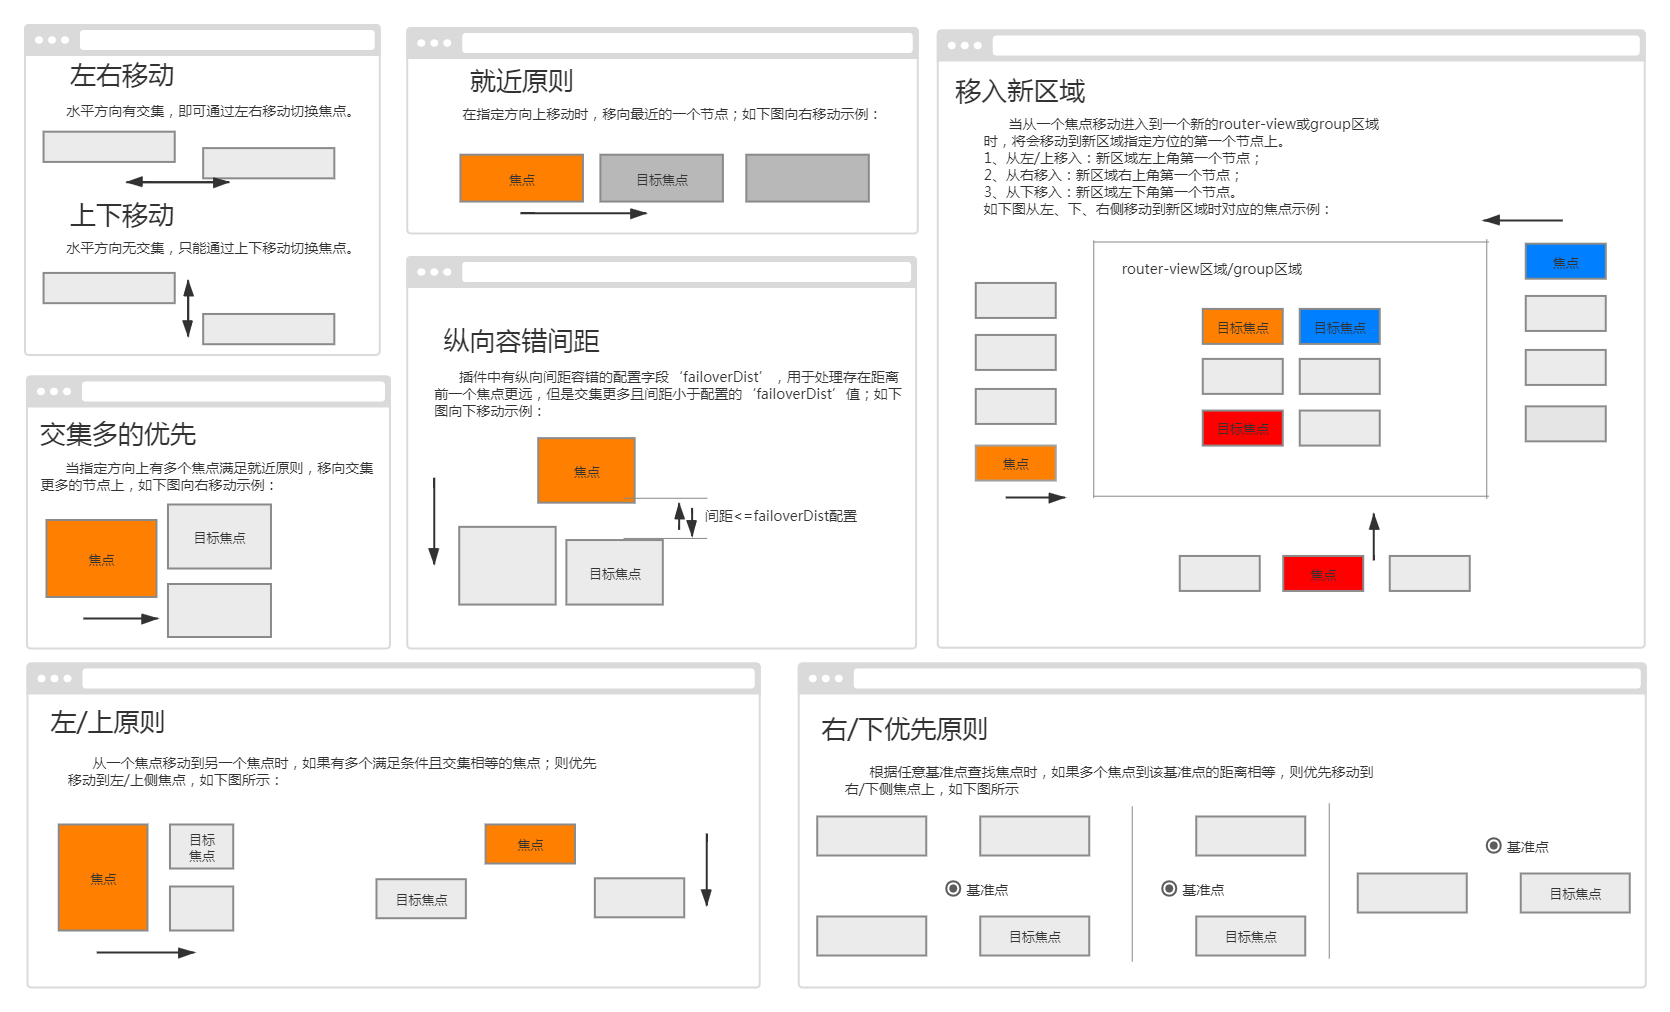 左右移动
水平方向有交集，即可通过左右移动切换焦点。
上下移动
水平方向无交集，只能通过上下移动切换焦点。
就近原则
在指定方向上移动时，移向最近的一个节点；如下图向右移动示例：
焦点
目标焦点
移入新区域
当从一个焦点移动进入到一个新的router-view或group区域
时，将会移动到新区域指定方位的第一个节点上。
1、从左/上移入：新区域左上角第一个节点；
2、从右移入：新区域右上角第一个节点；
3、从下移入：新区域左下角第一个节点。
如下图从左、下、右侧移动到新区域时对应的焦点示例：
焦点
router-view区域/group区域
目标焦点
目标焦点
目标焦点
焦点
焦点
纵向容错间距
插件中有纵向间距容错的配置字段‘failoverDist’，用于处理存在距离
前一个焦点更远，但是交集更多且间距小于配置的‘failoverDist’值；如下
图向下移动示例：
焦点
间距<=failoverDist配置
目标焦点
交集多的优先
当指定方向上有多个焦点满足就近原则，移向交集
更多的节点上，如下图向右移动示例：
目标焦点
焦点
左/上原则
从一个焦点移动到另一个焦点时，如果有多个满足条件且交集相等的焦点；则优先
移动到左/上侧焦点，如下图所示：
目标
焦点
焦点
焦点
目标焦点
右/下优先原则
根据任意基准点查找焦点时，如果多个焦点到该基准点的距离相等，则优先移动到
右/下侧焦点上，如下图所示
基准点
目标焦点
基准点
目标焦点
基准点
目标焦点